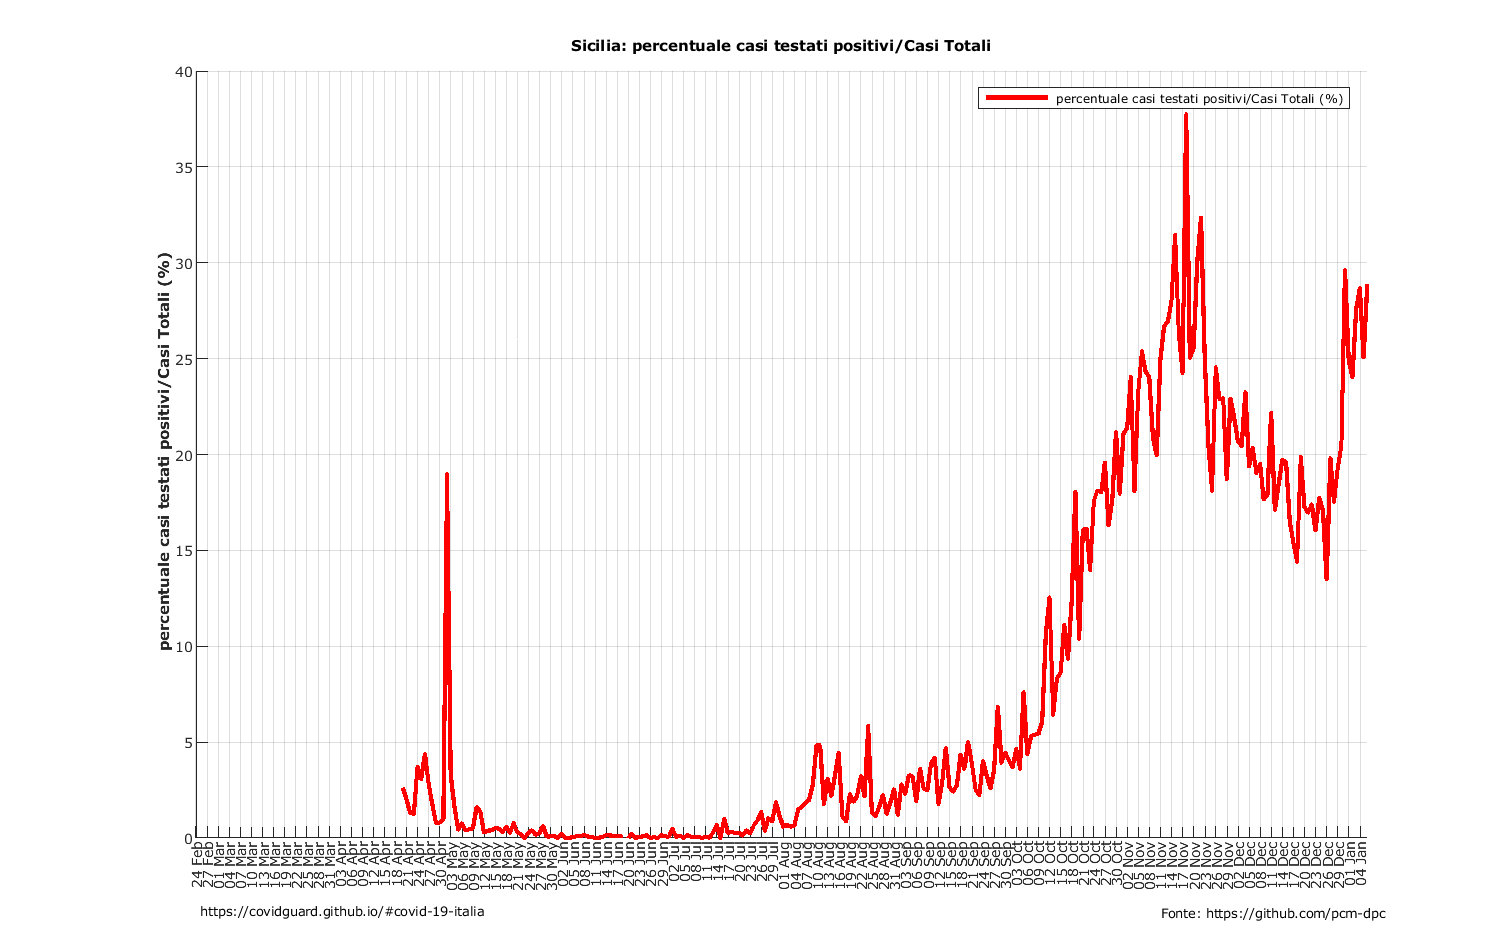 Sicilia: percentuale casi testati positivi/Casi Totali
percentuale casi testati positivi/Casi Totali (%)
percentuale casi testati positivi/Casi Totali (%)
40
35
30
25
20
15
10
5
0
24 Feb
27 Feb
01 Mar
04 Mar
07 Mar
10 Mar
13 Mar
16 Mar
19 Mar
22 Mar
25 Mar
28 Mar
31 Mar
03 Apr
06 Apr
09 Apr
12 Apr
15 Apr
18 Apr
21 Apr
24 Apr
27 Apr
30 Apr
03 May
06 May
09 May
12 May
15 May
18 May
21 May
24 May
27 May
30 May
02 Jun
05 Jun
08 Jun
11 Jun
14 Jun
17 Jun
20 Jun
23 Jun
26 Jun
29 Jun
02 Jul
05 Jul
08 Jul
11 Jul
14 Jul
17 Jul
20 Jul
23 Jul
26 Jul
29 Jul
01 Aug
04 Aug
07 Aug
10 Aug
13 Aug
16 Aug
19 Aug
22 Aug
25 Aug
28 Aug
31 Aug
03 Sep
06 Sep
09 Sep
12 Sep
15 Sep
18 Sep
21 Sep
24 Sep
27 Sep
30 Sep
03 Oct
06 Oct
09 Oct
12 Oct
15 Oct
18 Oct
21 Oct
24 Oct
27 Oct
30 Oct
02 Nov
05 Nov
08 Nov
11 Nov
14 Nov
17 Nov
20 Nov
23 Nov
26 Nov
29 Nov
02 Dec
05 Dec
08 Dec
11 Dec
14 Dec
17 Dec
20 Dec
23 Dec
26 Dec
29 Dec
01 Jan
04 Jan
https://covidguard.github.io/#covid-19-italia
Fonte: https://github.com/pcm-dpc